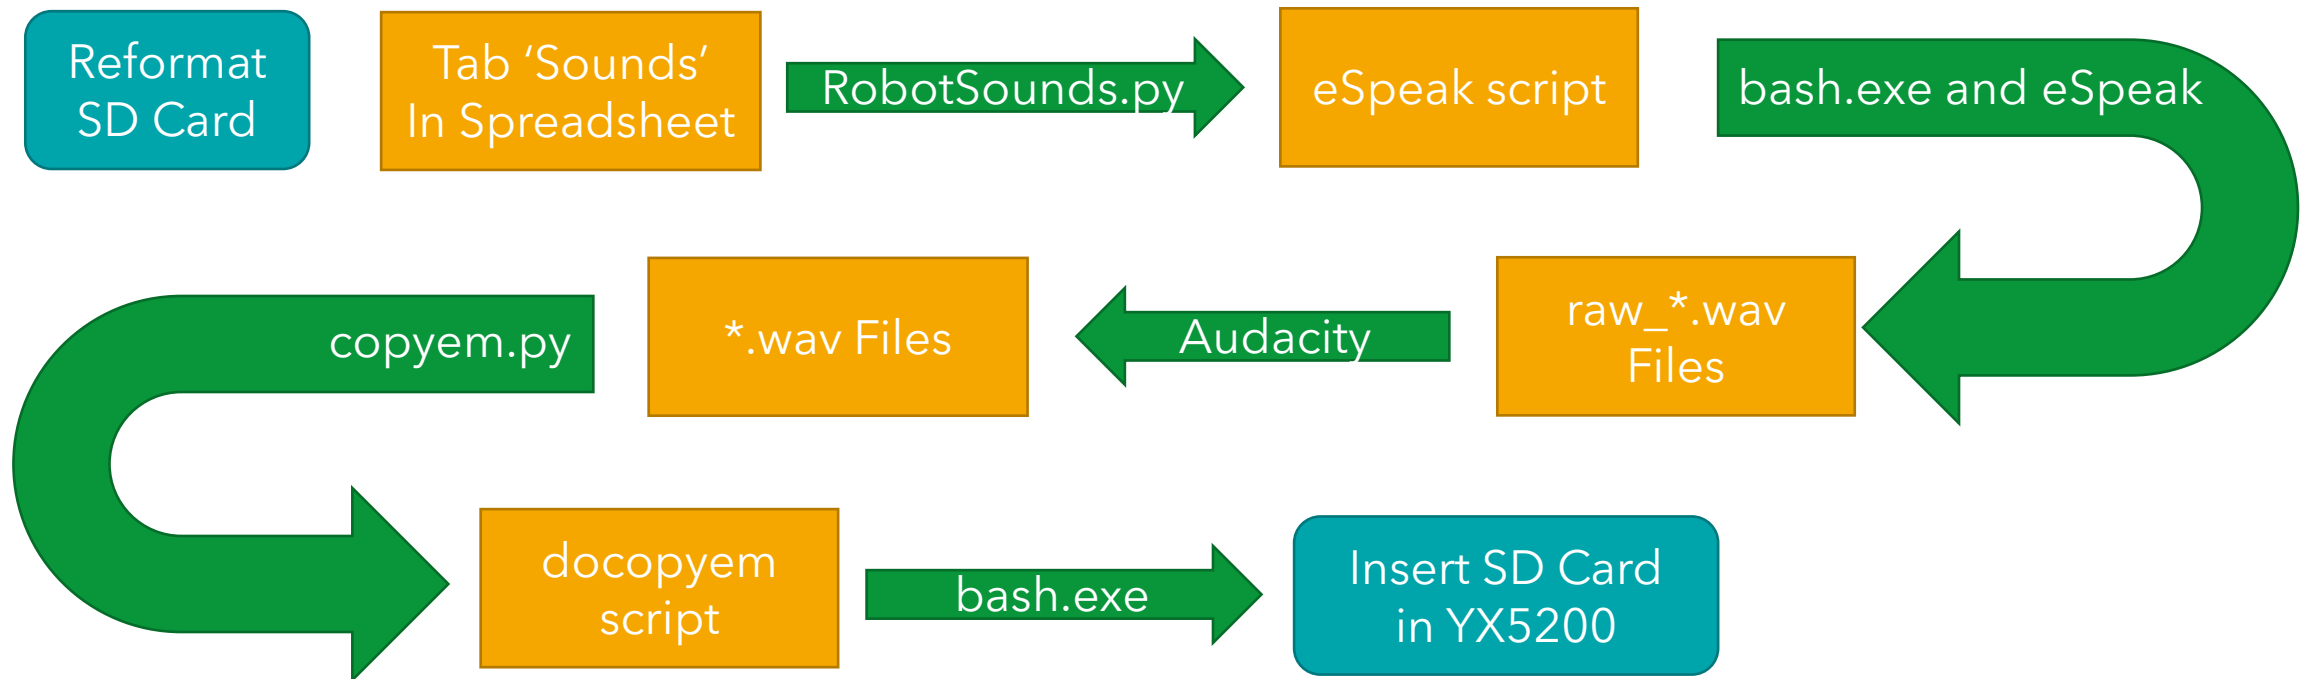 Reformat
SD Card
Tab ‘Sounds’
In Spreadsheet
RobotSounds.py
eSpeak script
bash.exe and eSpeak
raw_*.wav
Files
Audacity
*.wav Files
copyem.py
docopyem
script
bash.exe
Insert SD Card
in YX5200